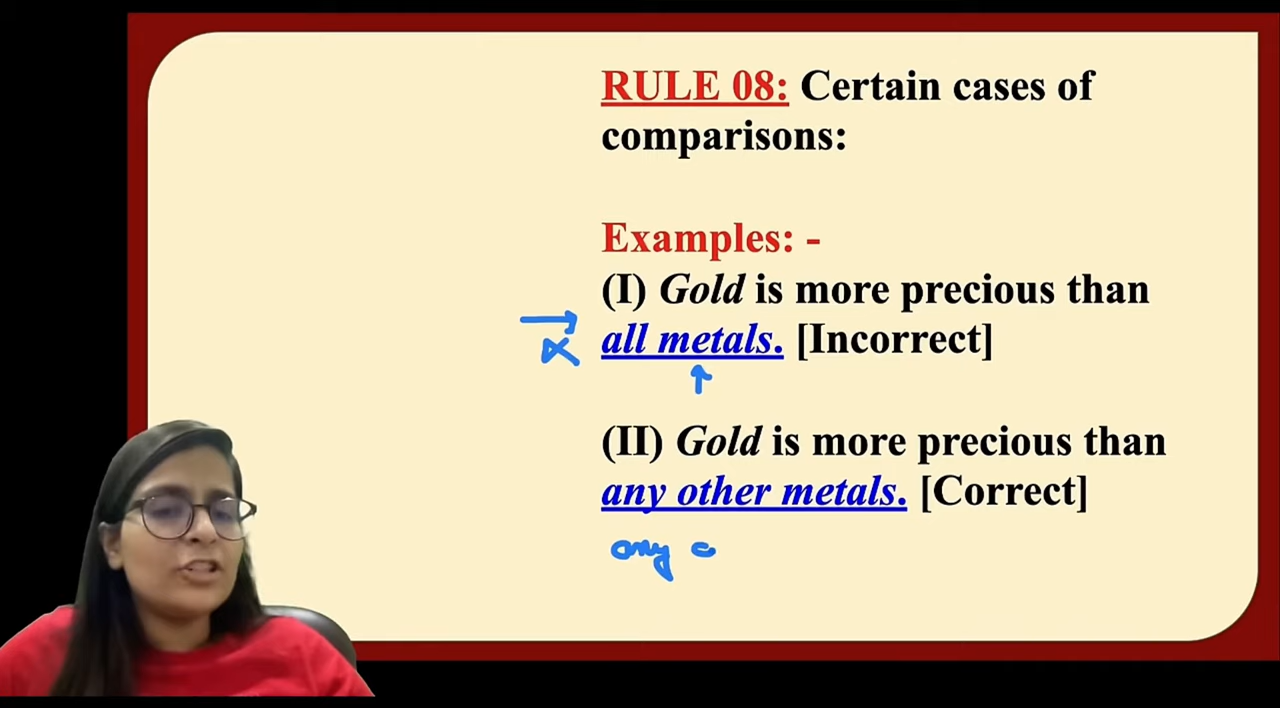 RULE 08: Certain cases of
comparisons:
Examples: -
(I) Gold is more precious than
all metals. [Incorrect]
(II) Gold is more precious than
any other metals. [Correct]
any o